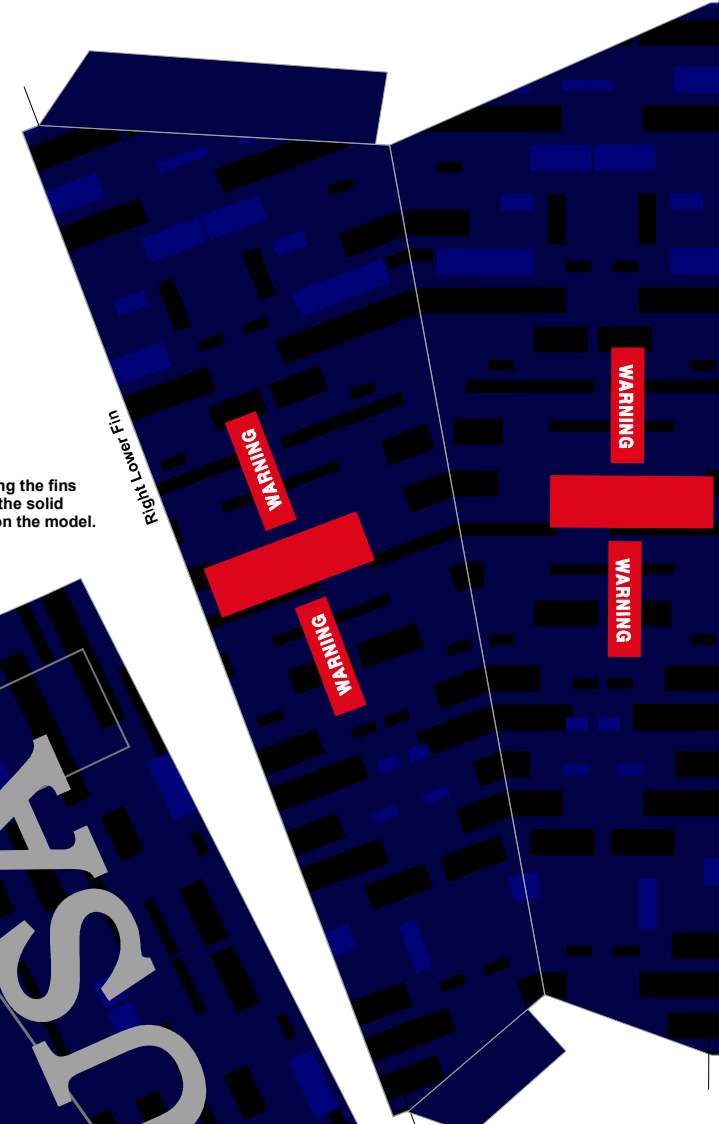 WARNING
WARNING
Right Lower Fin
ng the fins
the solid
on the model.
WARNING
WARNING
USA